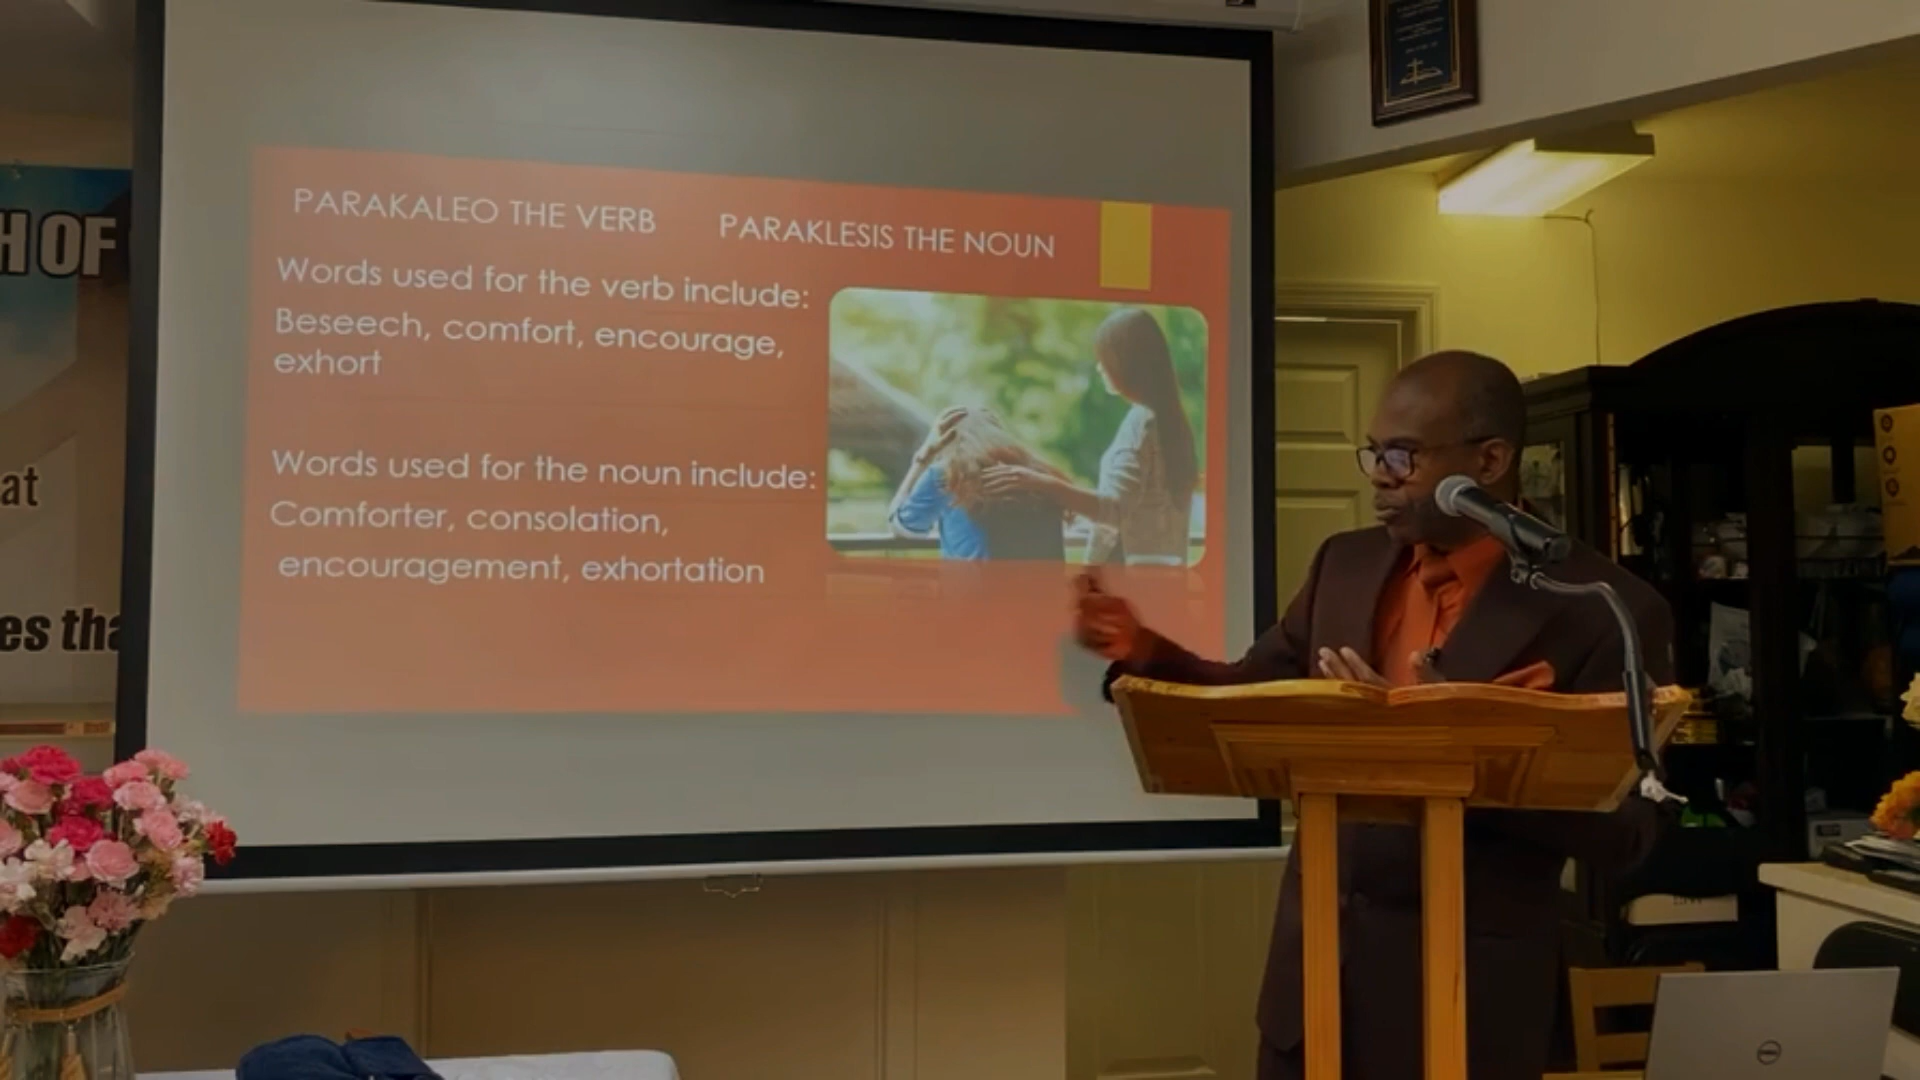 PARAKALEO THE VERB PARAKLESIS THE NOUN
Words used for the verb include:
Beseech, comfort, encourage,
exhort
Words used for the noun include:
Comforter, consolation,
encouragement, exhortation
H OF
at
es tha
DELL